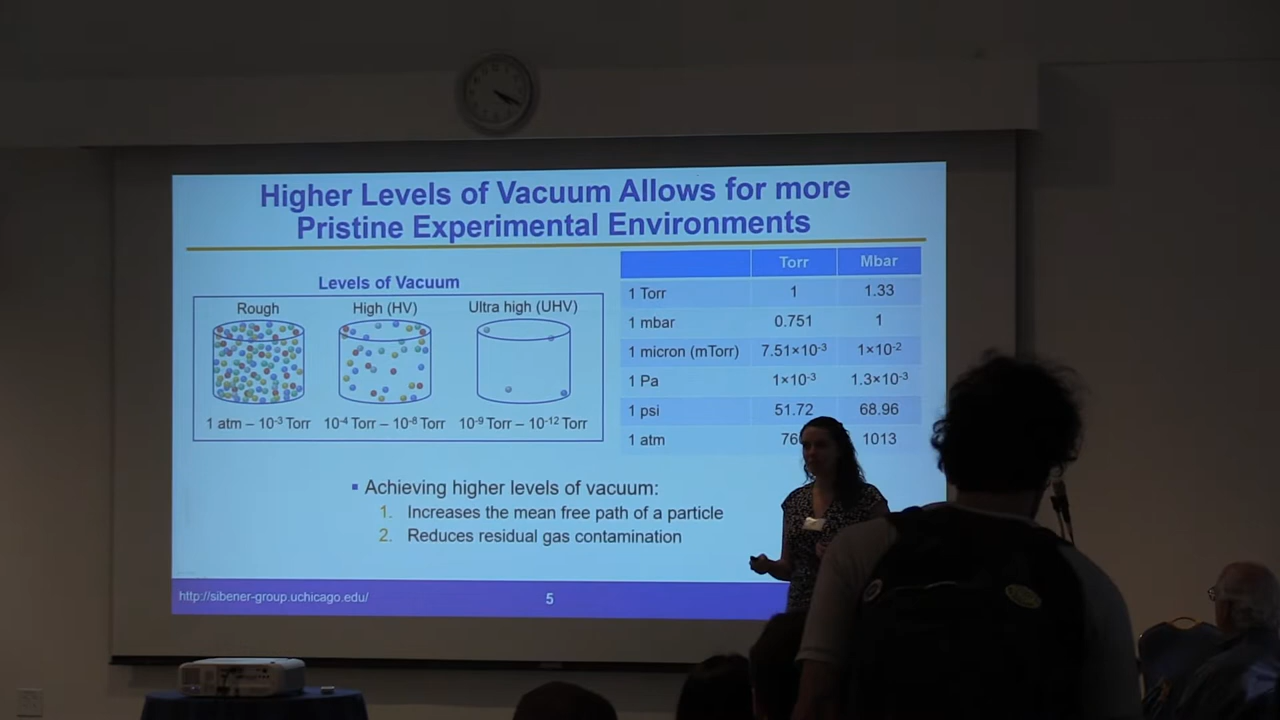 Higher Levels of Vacuum Allows for more
Pristine Experimental Environments
Levels of Vacuum
Rough High (HV) Ultra high (UHV)
1 atm – 10⁻³ Torr 10⁻⁴ Torr – 10⁻⁸ Torr 10⁻⁹ Torr – 10⁻¹² Torr
Torr Mbar
1 Torr 1 1.33
1 mbar 0.751 1
1 micron (mTorr) 7.51×10⁻³ 1×10⁻²
1 Pa 1×10⁻³ 1.3×10⁻³
1 psi 51.72 68.96
1 atm 76 1013
▪ Achieving higher levels of vacuum:
1. Increases the mean free path of a particle
2. Reduces residual gas contamination
http://sibener-group.uchicago.edu/ 5